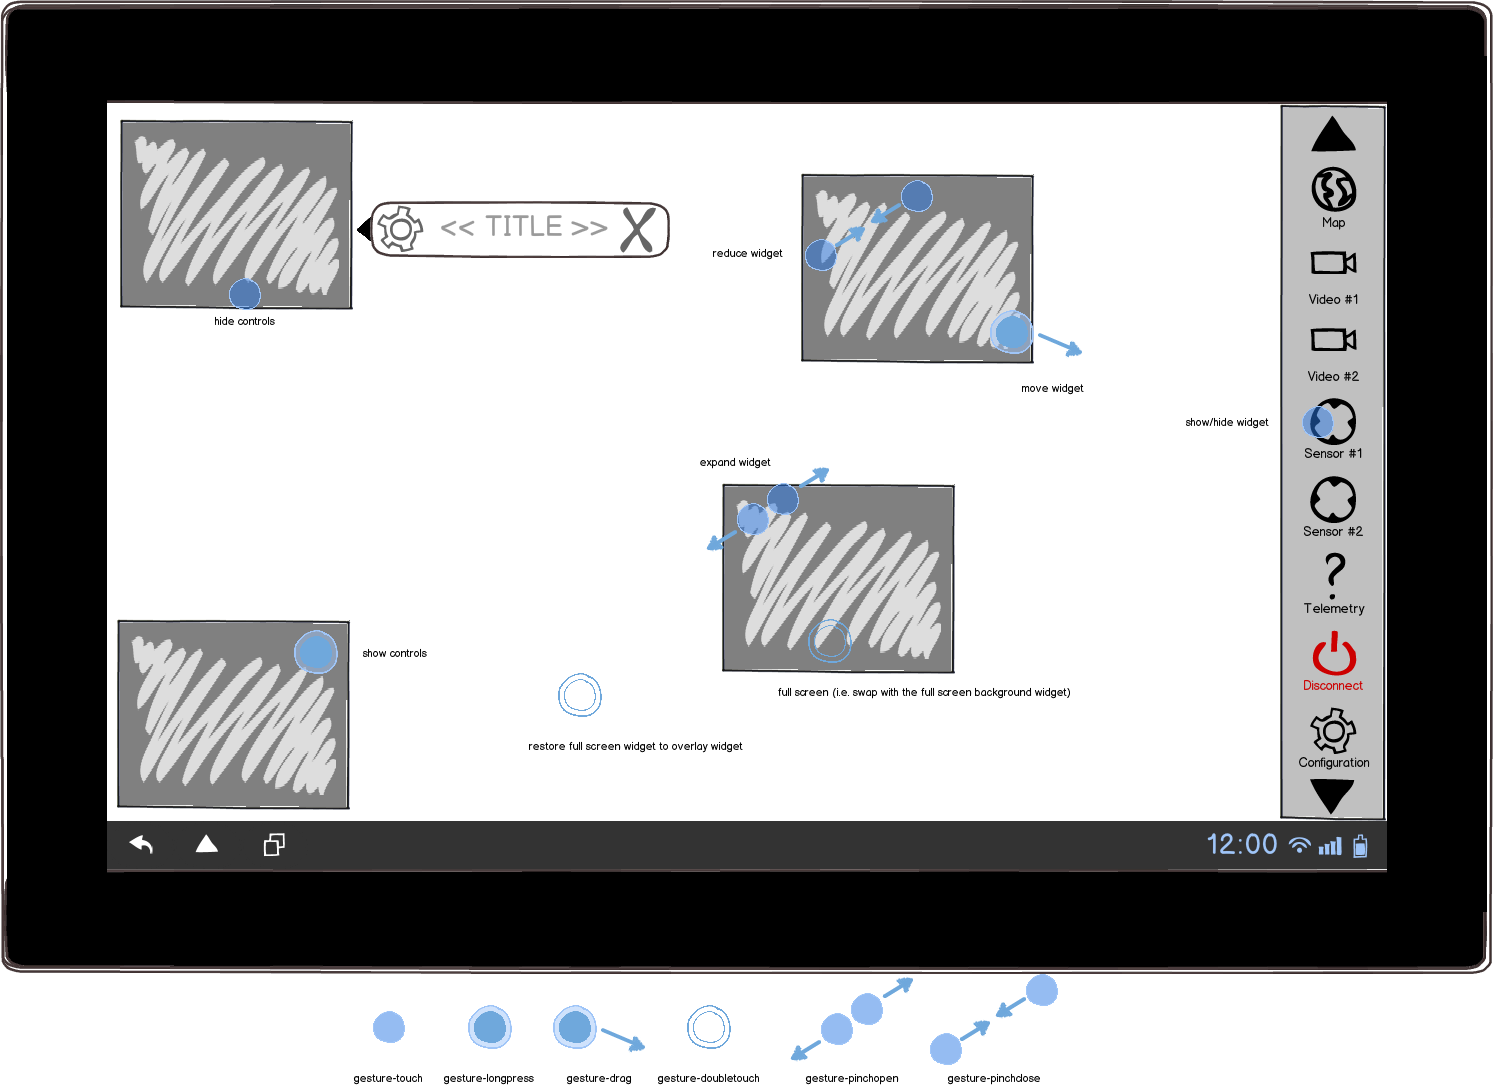 << TITLE >>
hide controls
reduce widget
move widget
expand widget
full screen (i.e. swap with the full screen background widget)
show controls
restore full screen widget to overlay widget
show/hide widget
Map
Video #1
Video #2
Sensor #1
Sensor #2
?
Telemetry
Disconnect
Configuration
12:00
gesture-touch
gesture-longpress
gesture-drag
gesture-doubletouch
gesture-pinchopen
gesture-pinchclose